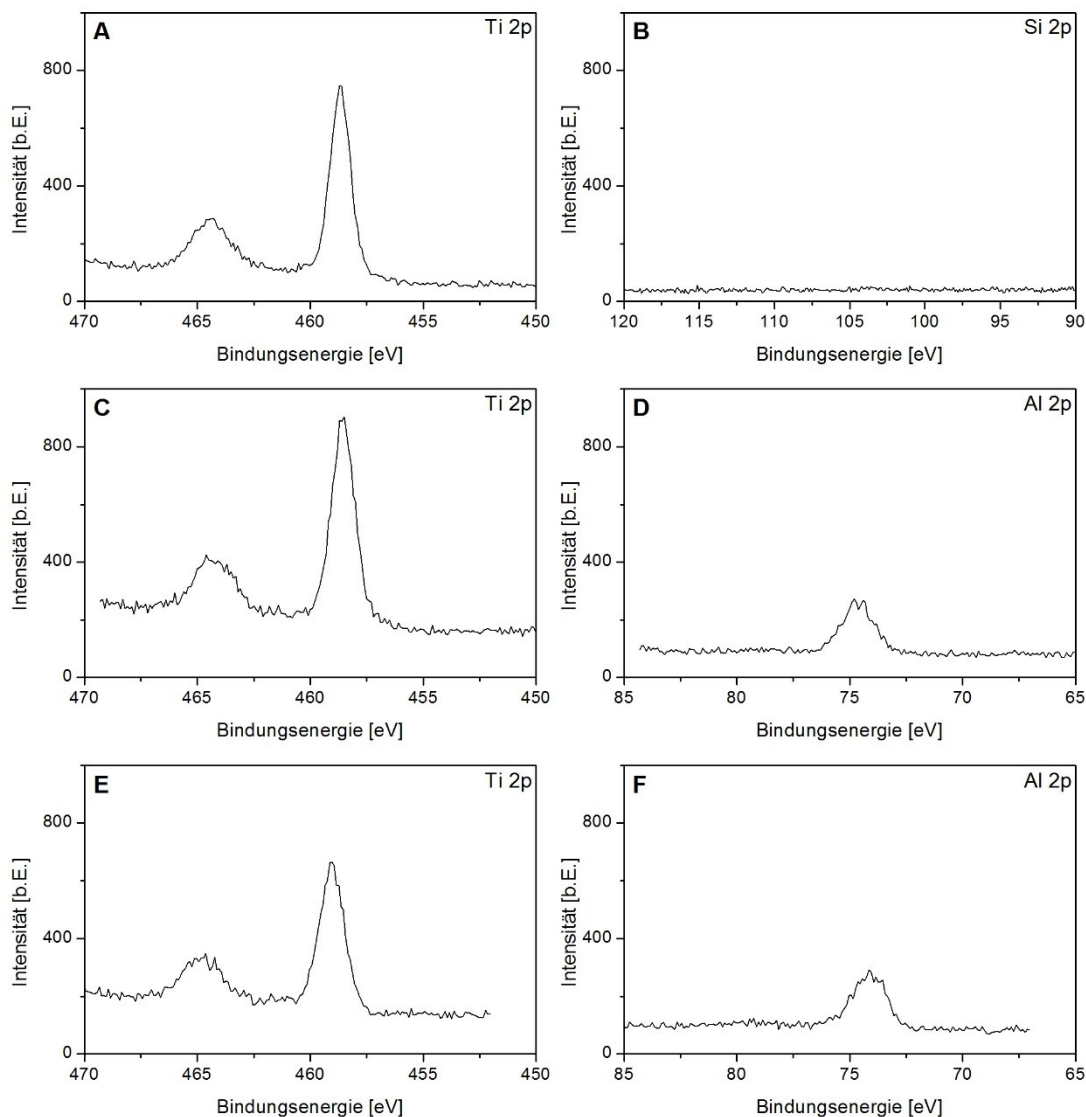 A Ti 2p
Intensität [b.E.]
800
400
0
470 465 460 455 450
Bindungsenergie [eV]
B Si 2p
Intensität [b.E.]
800
400
0
120 115 110 105 100 95 90
Bindungsenergie [eV]
C Ti 2p
Intensität [b.E.]
800
400
0
470 465 460 455 450
Bindungsenergie [eV]
D Al 2p
Intensität [b.E.]
800
400
0
85 80 75 70 65
Bindungsenergie [eV]
E Ti 2p
Intensität [b.E.]
800
400
0
470 465 460 455 450
Bindungsenergie [eV]
F Al 2p
Intensität [b.E.]
800
400
0
85 80 75 70 65
Bindungsenergie [eV]